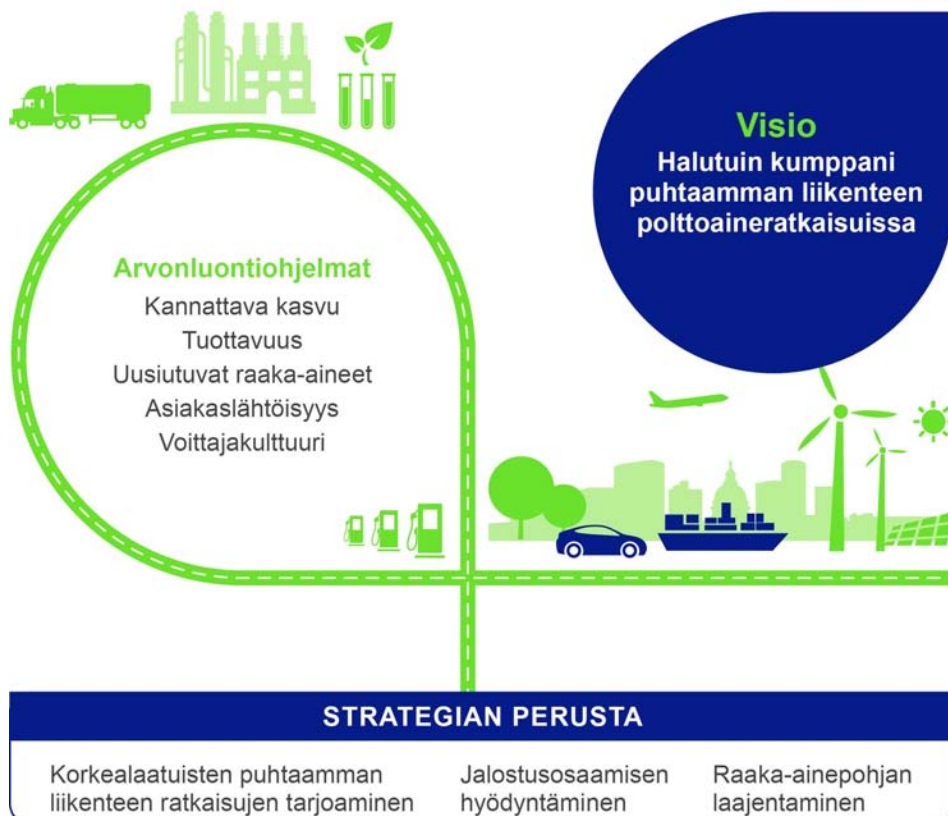 Visio
Halutuin kumppani
puhtaamman liikenteen
polttoaineratkaisuissa
Arvonluontiohjelmat
Kannattava kasvu
Tuottavuus
Uusiutuvat raaka-aineet
Asiakaslähtöisyys
Voittajakulttuuri
STRATEGIAN PERUSTA
Korkealaatuisten puhtaamman
liikenteen ratkaisujen tarjoaminen
Jalostusosaamisen
hyödyntäminen
Raaka-ainepohjan
laajentaminen